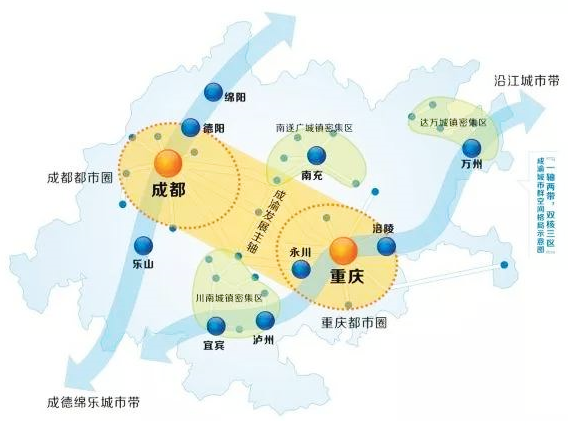 沿江城市带
绵阳
德阳
南遂广城镇密集区
达万城镇密集区
万州
成都都市圈
成都
南充
成渝发展主轴
涪陵
乐山
永川
重庆
川南城镇密集区
宜宾
泸州
重庆都市圈
成德绵乐城市带
『一轴两带，双核三区』
成渝城市群空间格局示意图